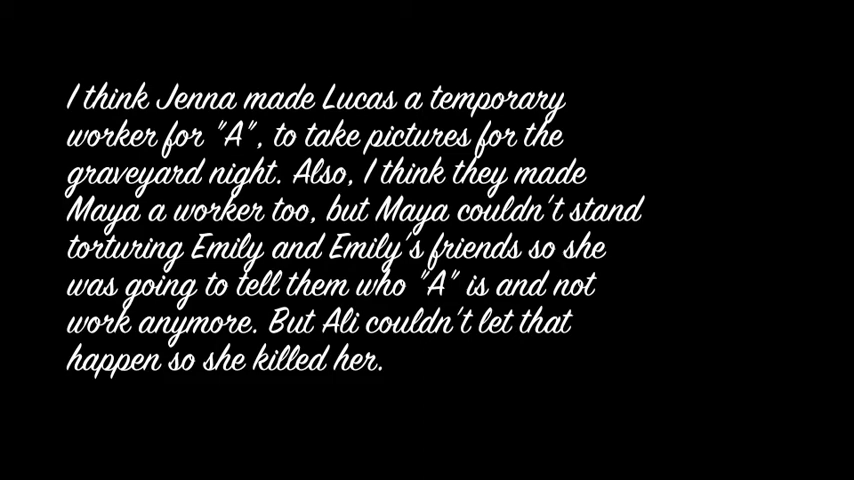 I think Jenna made Lucas a temporary
worker for "A", to take pictures for the
graveyard night. Also, I think they made
Maya a worker too, but Maya couldn't stand
torturing Emily and Emily's friends so she
was going to tell them who "A" is and not
work anymore. But Ali couldn't let that
happen so she killed her.